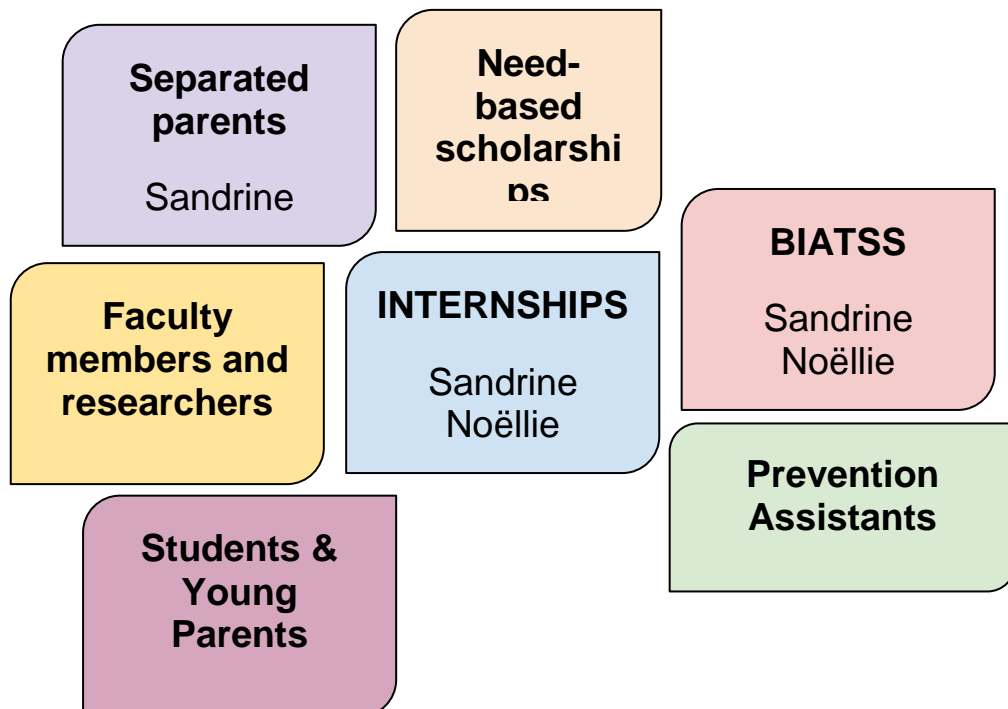 Separated
parents
Sandrine
Need-
based
scholarshi
ps
BIATSS
Sandrine
Noëllie
Faculty
members and
researchers
INTERNSHIPS
Sandrine
Noëllie
Prevention
Assistants
Students &
Young
Parents